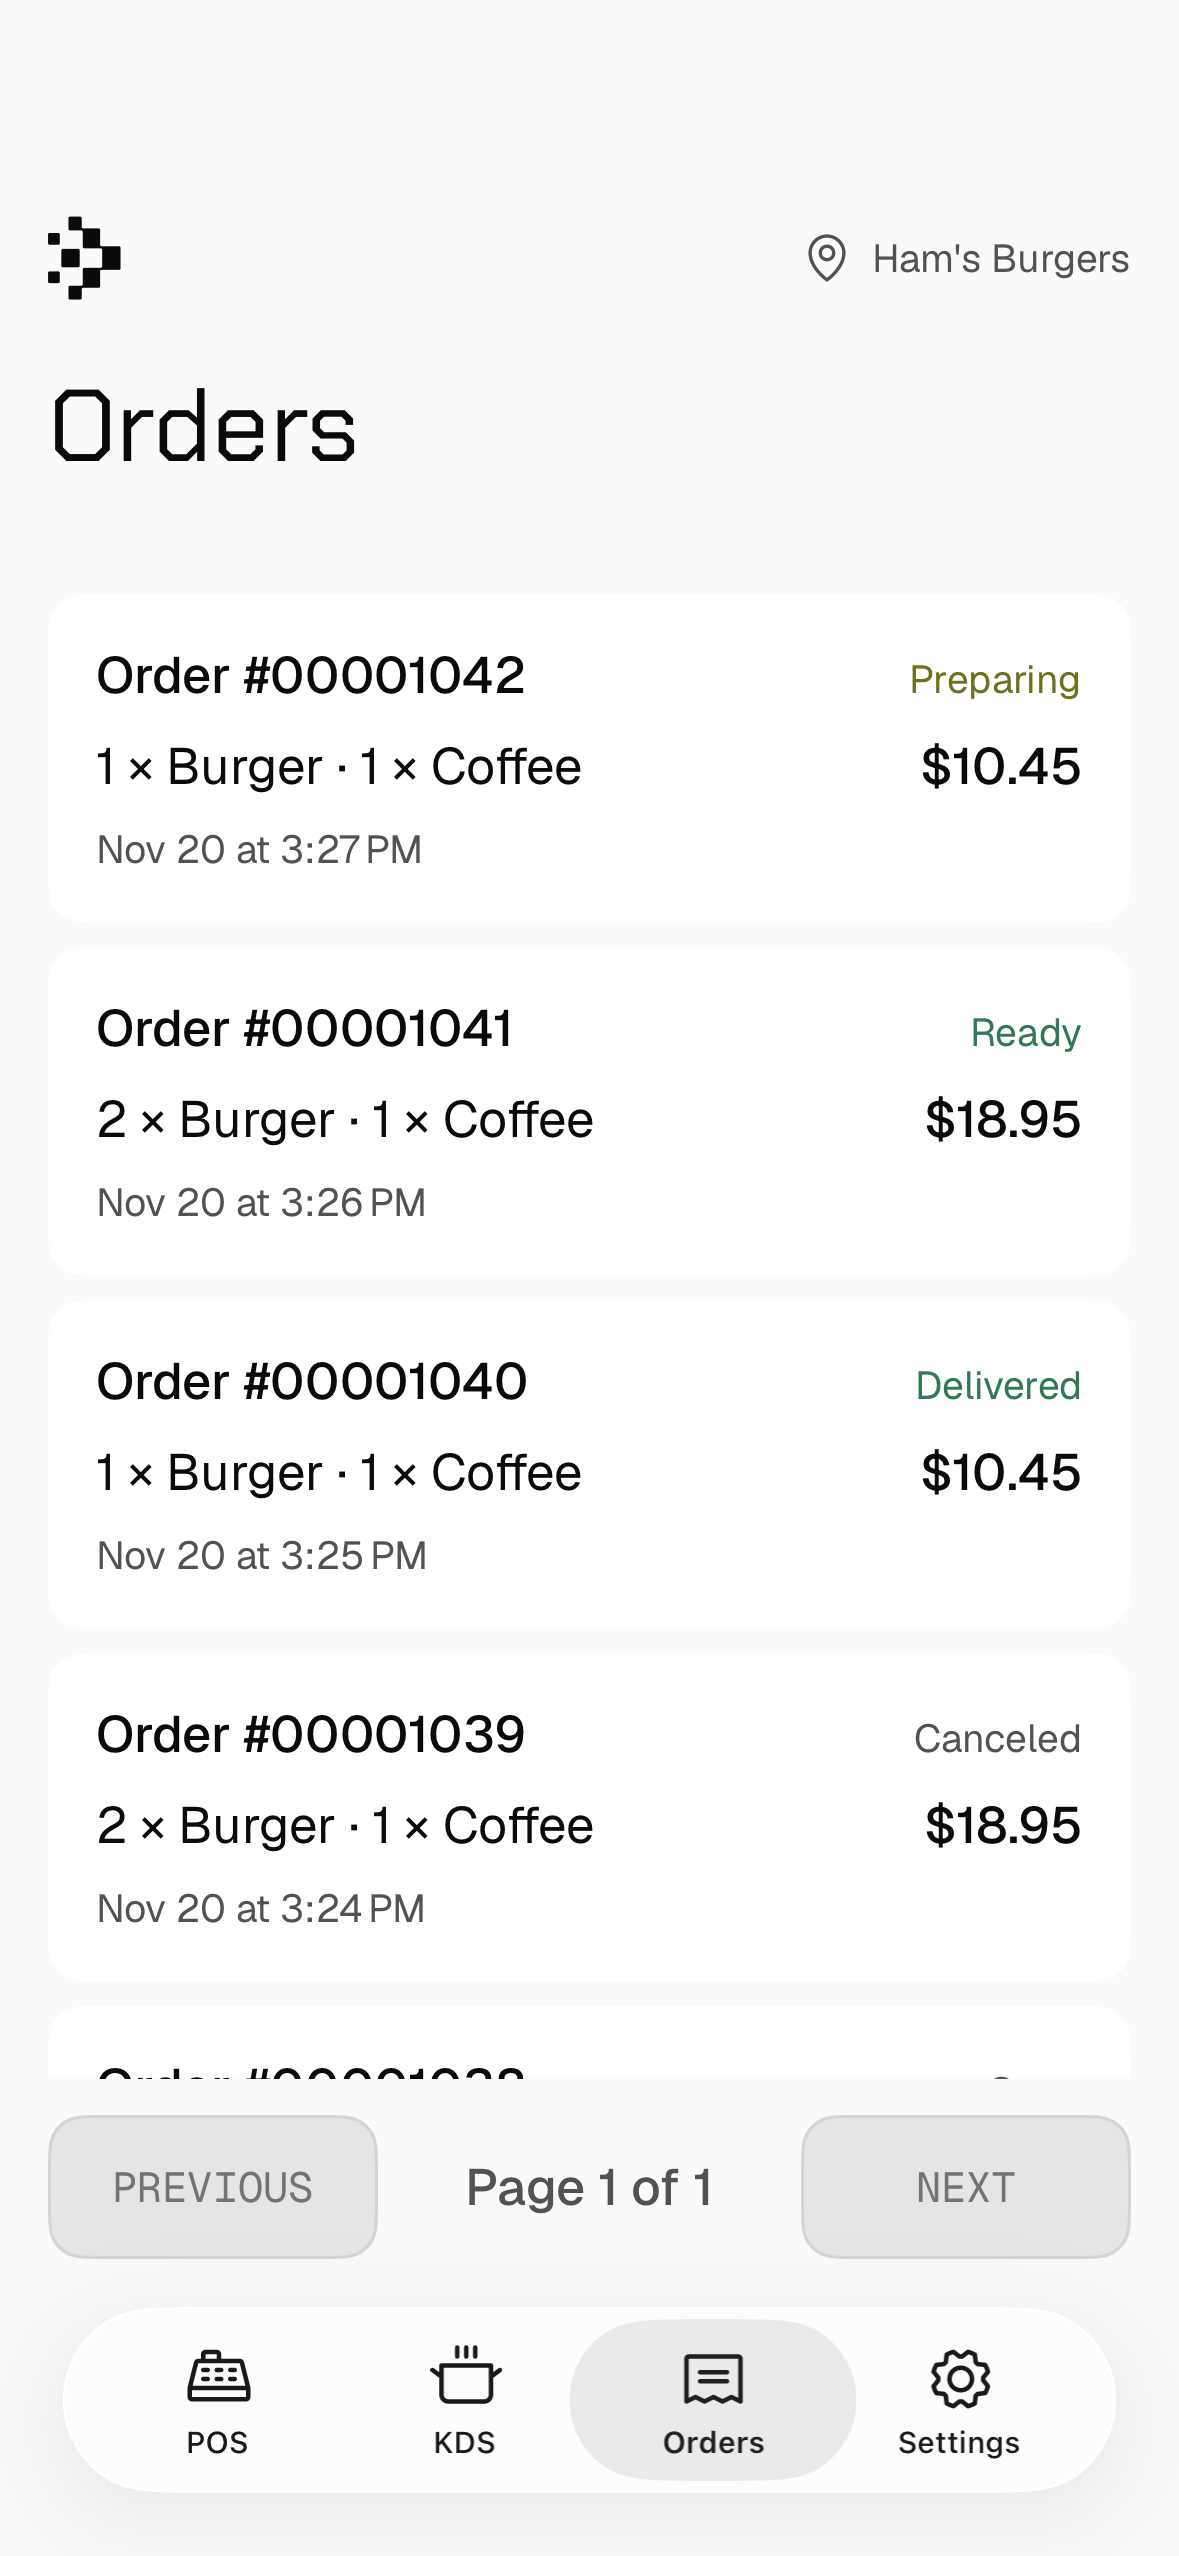 Ham's Burgers
Orders
Order #00001042
Preparing
1 × Burger · 1 × Coffee
$10.45
Nov 20 at 3:27 PM
Order #00001041
Ready
2 × Burger · 1 × Coffee
$18.95
Nov 20 at 3:26 PM
Order #00001040
Delivered
1 × Burger · 1 × Coffee
$10.45
Nov 20 at 3:25 PM
Order #00001039
Canceled
2 × Burger · 1 × Coffee
$18.95
Nov 20 at 3:24 PM
Order #00001038
PREVIOUS
Page 1 of 1
NEXT
POS
KDS
Orders
Settings